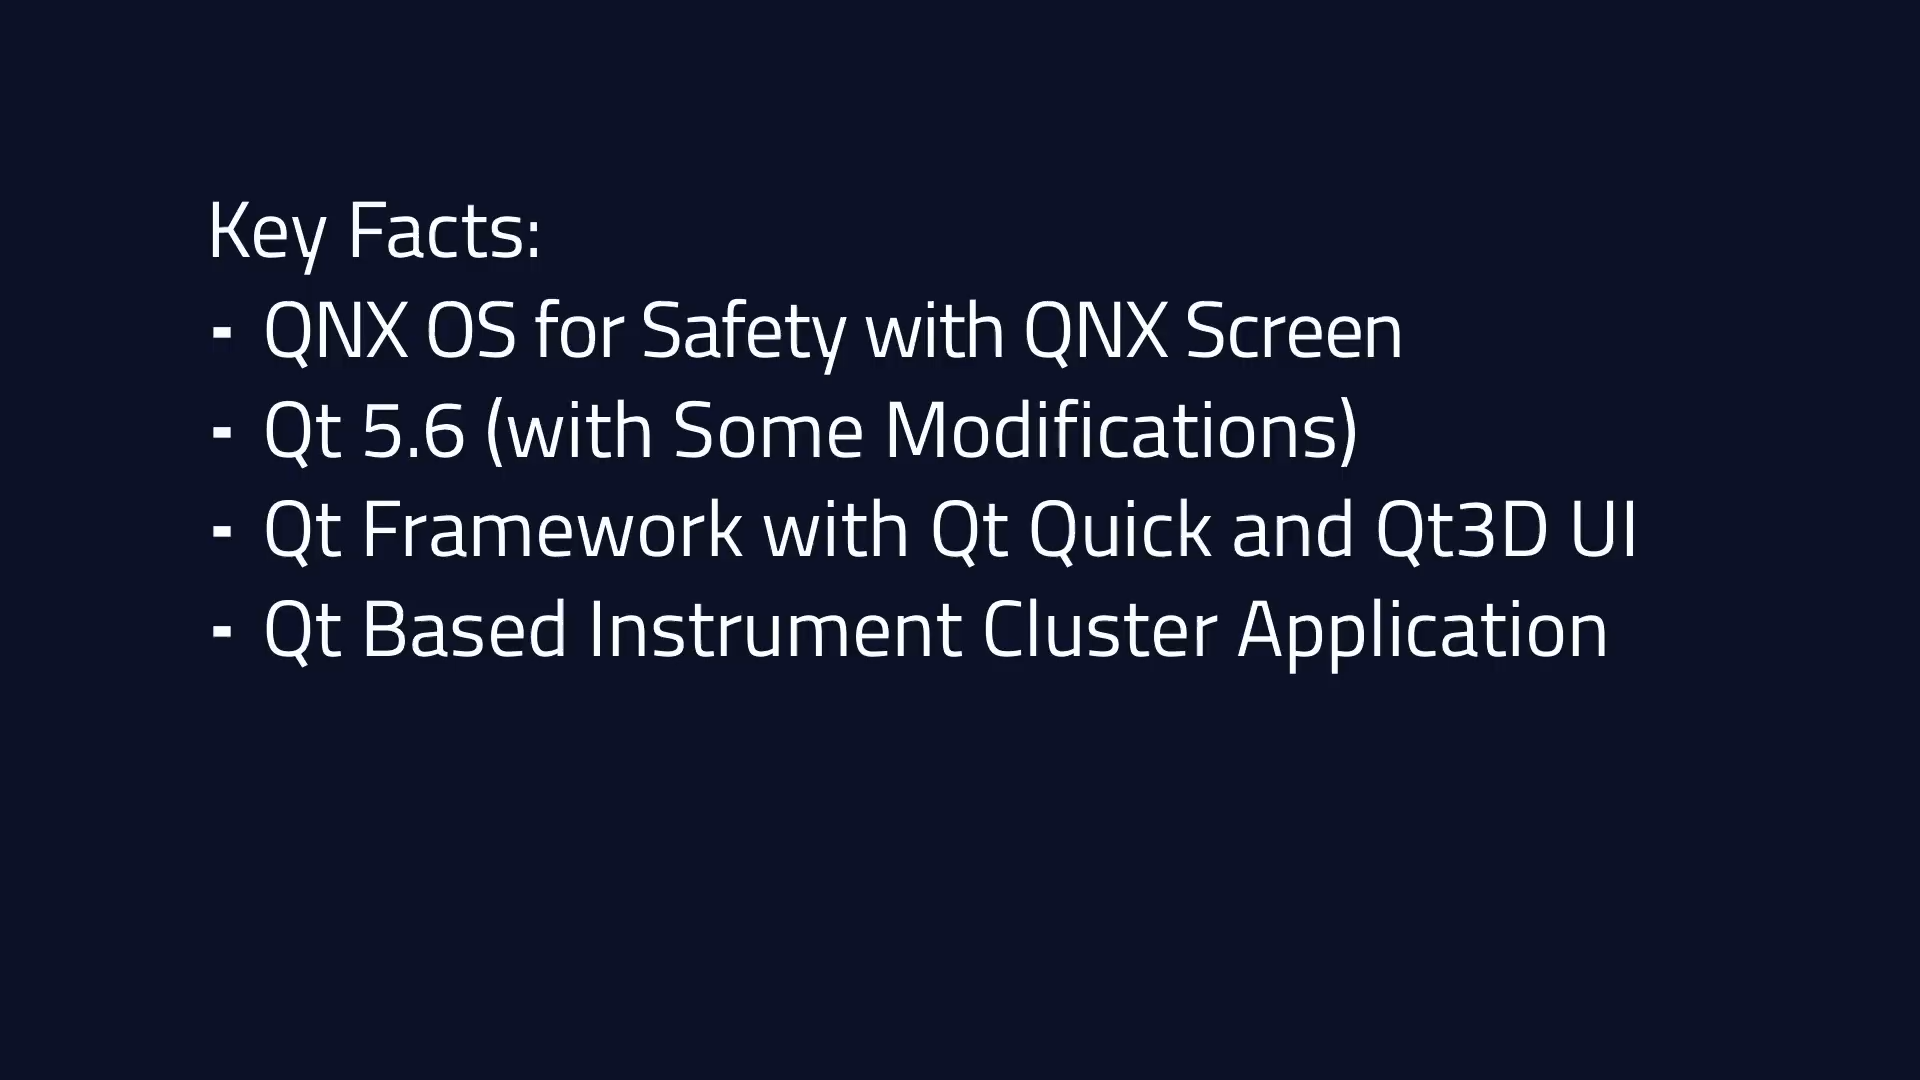 Key Facts:
- QNX OS for Safety with QNX Screen
- Qt 5.6 (with Some Modifications)
- Qt Framework with Qt Quick and Qt3D UI
- Qt Based Instrument Cluster Application